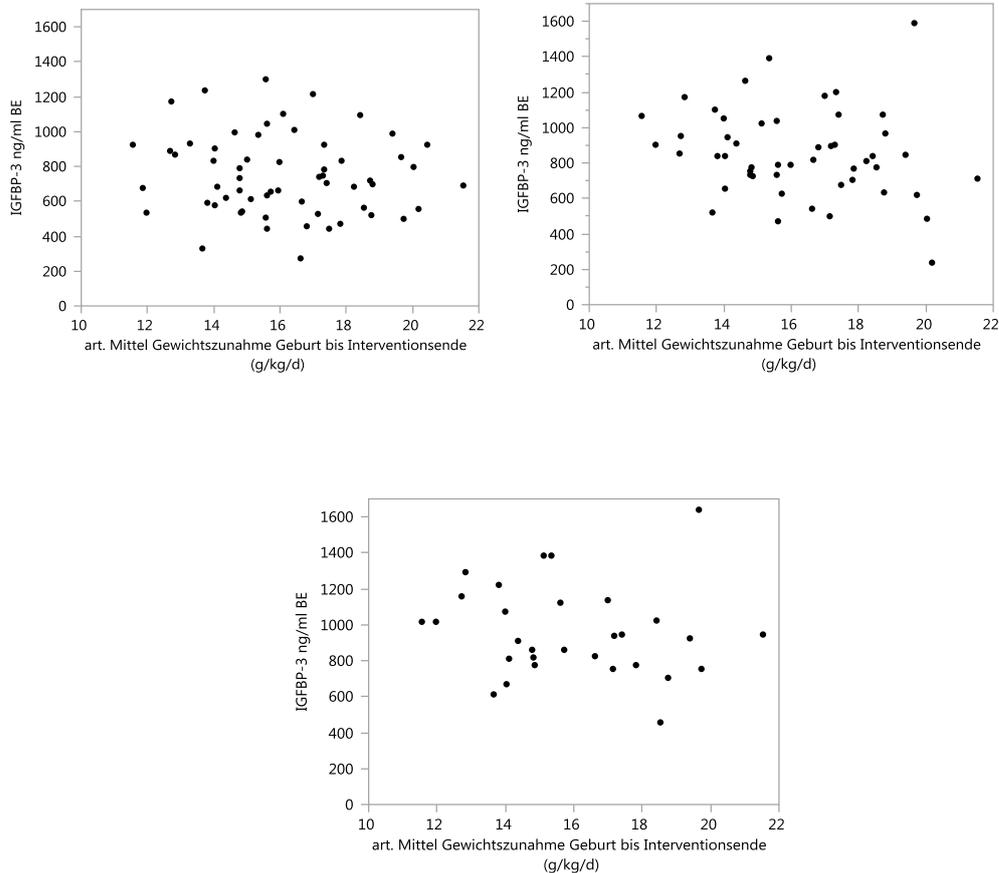 IGFBP-3 ng/ml BE
1600
1400
1200
1000
800
600
400
200
0
10 12 14 16 18 20 22
art. Mittel Gewichtszunahme Geburt bis Interventionsende
(g/kg/d)
IGFBP-3 ng/ml BE
1600
1400
1200
1000
800
600
400
200
0
10 12 14 16 18 20 22
art. Mittel Gewichtszunahme Geburt bis Interventionsende
(g/kg/d)
IGFBP-3 ng/ml BE
1600
1400
1200
1000
800
600
400
200
0
10 12 14 16 18 20 22
art. Mittel Gewichtszunahme Geburt bis Interventionsende
(g/kg/d)